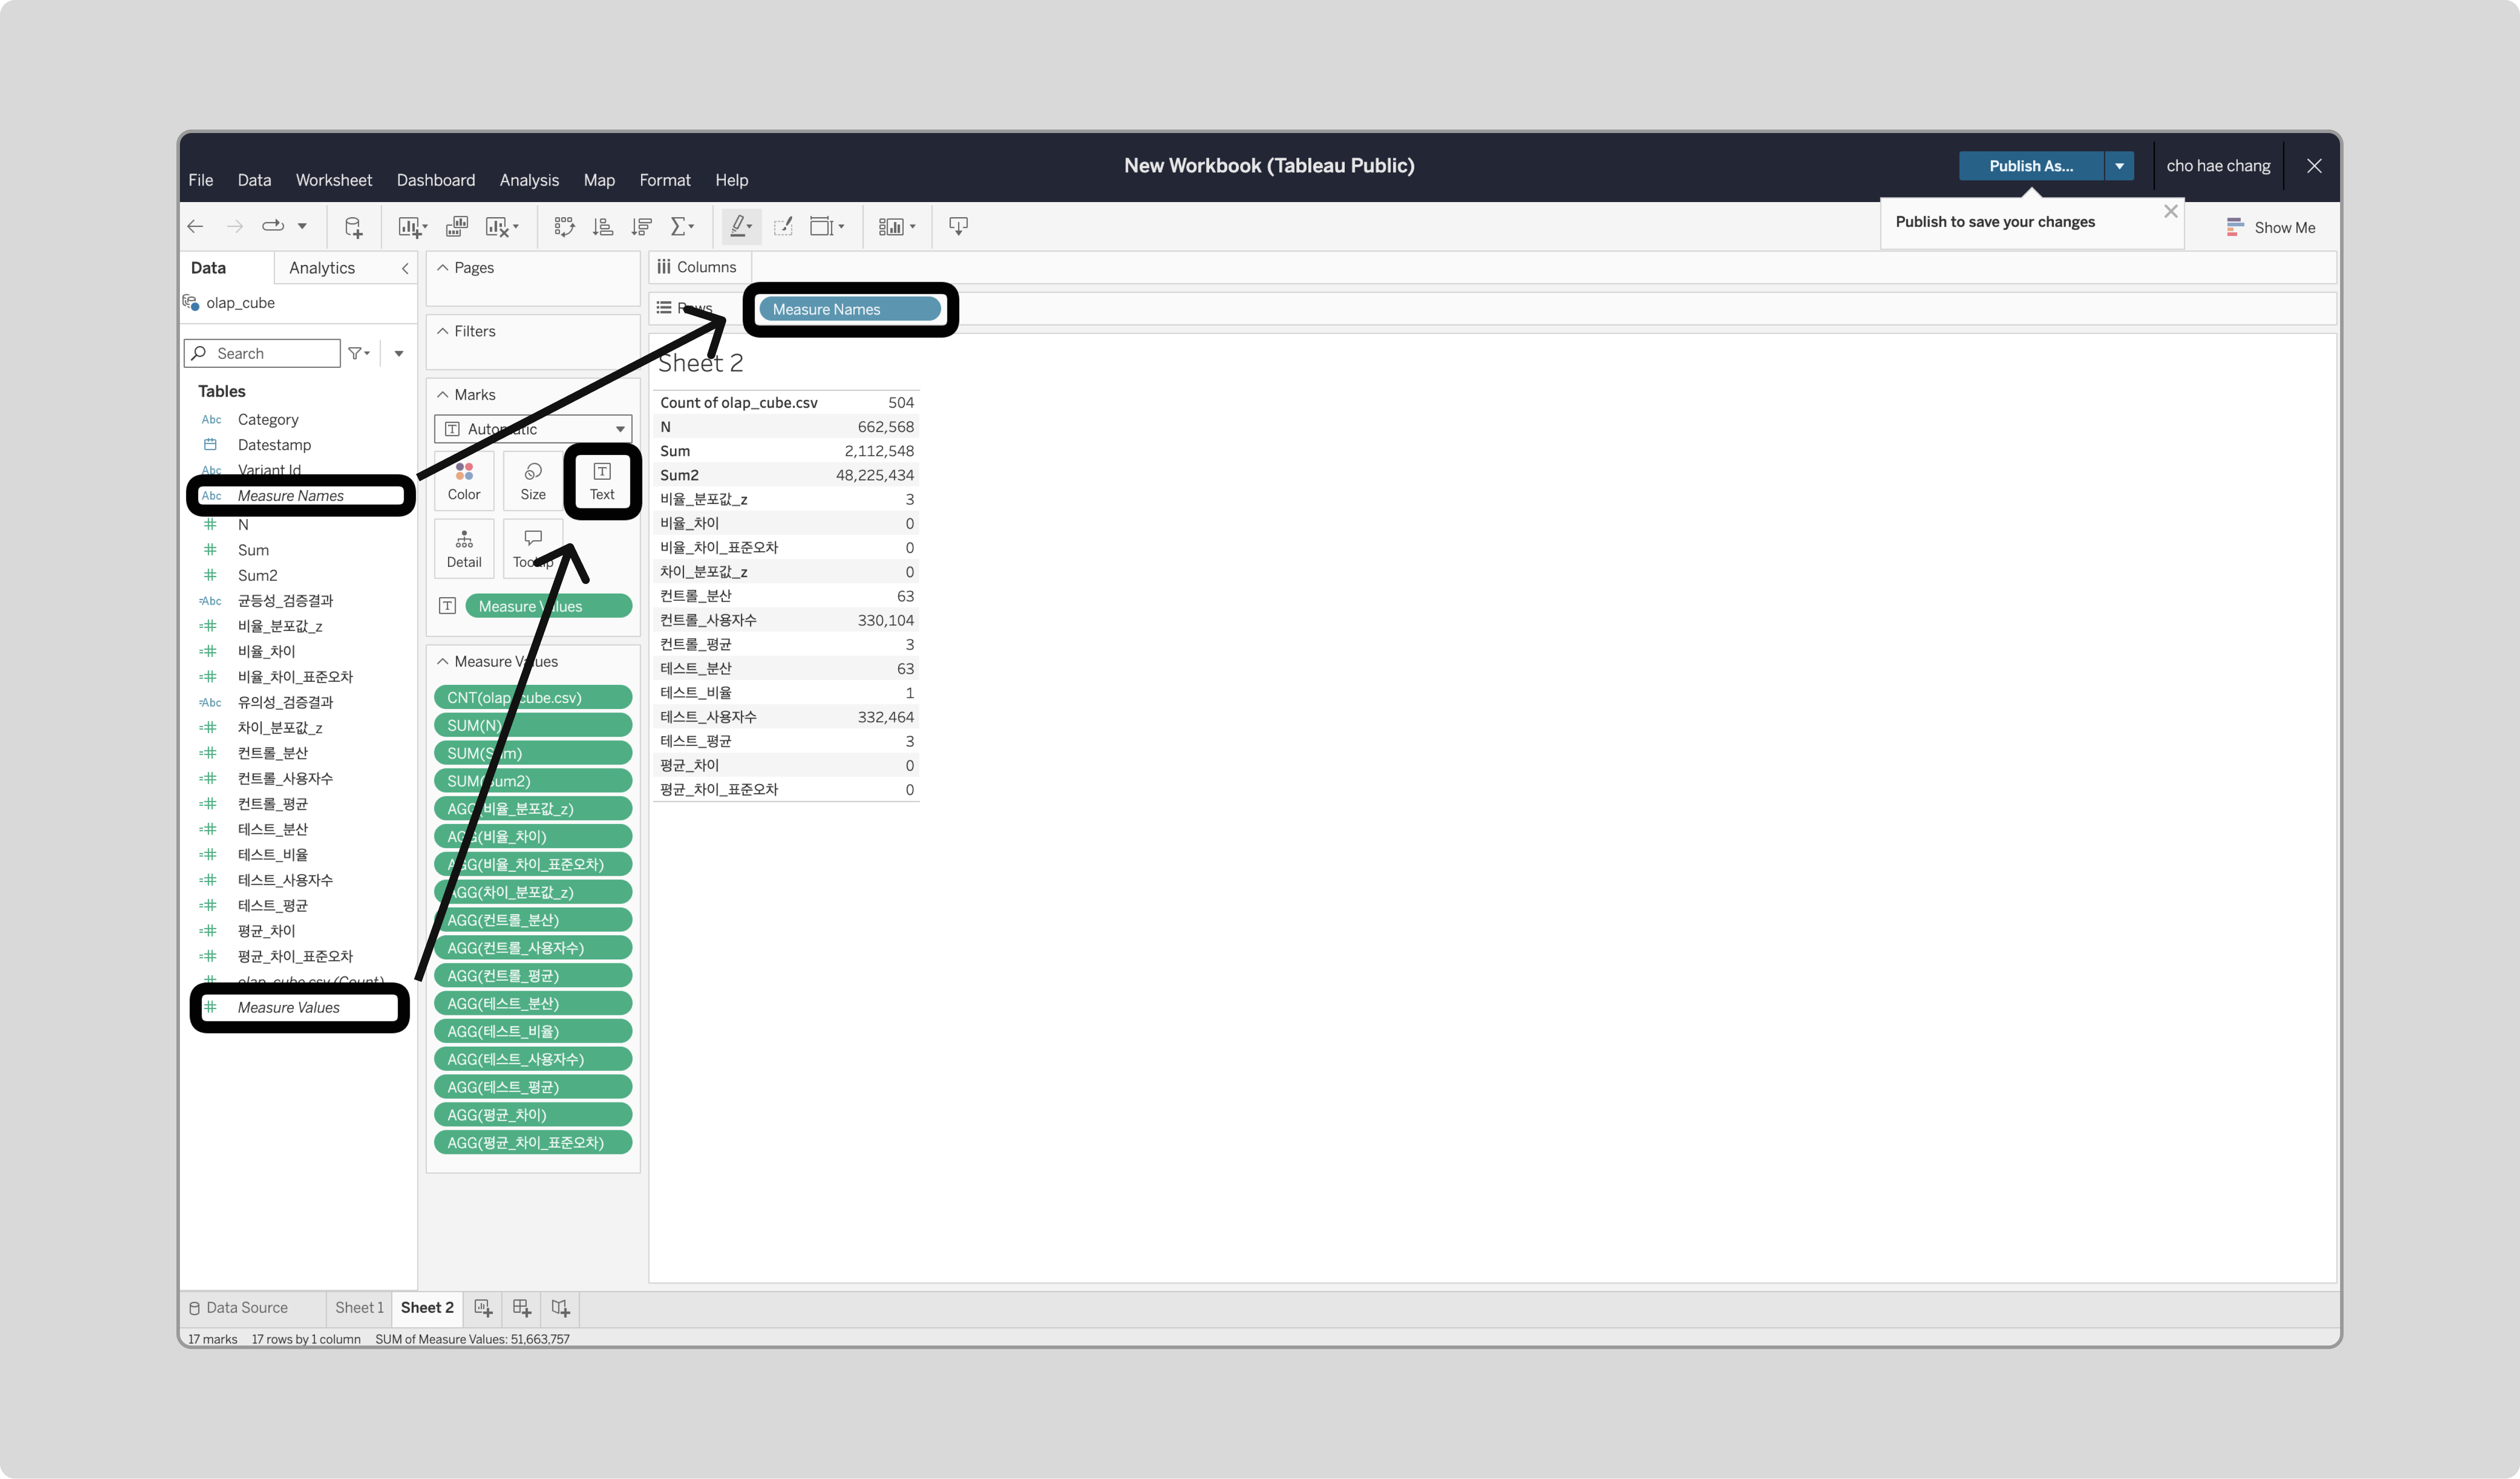 New Workbook (Tableau Public)
Publish As...
cho hae chang
File Data Worksheet Dashboard Analysis Map Format Help
Publish to save your changes
Show Me
Data Analytics
olap_cube
Search
Tables
Abc Category
Datestamp
Abc Variant Id
Abc Measure Names
N
Sum
Sum2
=Abc 균등성_검증결과
=# 비율_분포값_z
=# 비율_차이
=# 비율_차이_표준오차
=Abc 유의성_검증결과
=# 차이_분포값_z
=# 컨트롤_분산
=# 컨트롤_사용자수
=# 컨트롤_평균
=# 테스트_분산
=# 테스트_비율
=# 테스트_사용자수
=# 테스트_평균
=# 평균_차이
=# 평균_차이_표준오차
# olap_cube.csv (Count)
# Measure Values
Pages
Filters
Marks
Automatic
Color Size Text
Detail Tooltip
Measure Values
Measure Values
CNT(olap_cube.csv)
SUM(N)
SUM(Sum)
SUM(Sum2)
AGG(비율_분포값_z)
AGG(비율_차이)
AGG(비율_차이_표준오차)
AGG(차이_분포값_z)
AGG(컨트롤_분산)
AGG(컨트롤_사용자수)
AGG(컨트롤_평균)
AGG(테스트_분산)
AGG(테스트_비율)
AGG(테스트_사용자수)
AGG(테스트_평균)
AGG(평균_차이)
AGG(평균_차이_표준오차)
Columns
Rows Measure Names
Sheet 2
Count of olap_cube.csv 504
N 662,568
Sum 2,112,548
Sum2 48,225,434
비율_분포값_z 3
비율_차이 0
비율_차이_표준오차 0
차이_분포값_z 0
컨트롤_분산 63
컨트롤_사용자수 330,104
컨트롤_평균 3
테스트_분산 63
테스트_비율 1
테스트_사용자수 332,464
테스트_평균 3
평균_차이 0
평균_차이_표준오차 0
Data Source Sheet 1 Sheet 2
17 marks 17 rows by 1 column SUM of Measure Values: 51,663,757